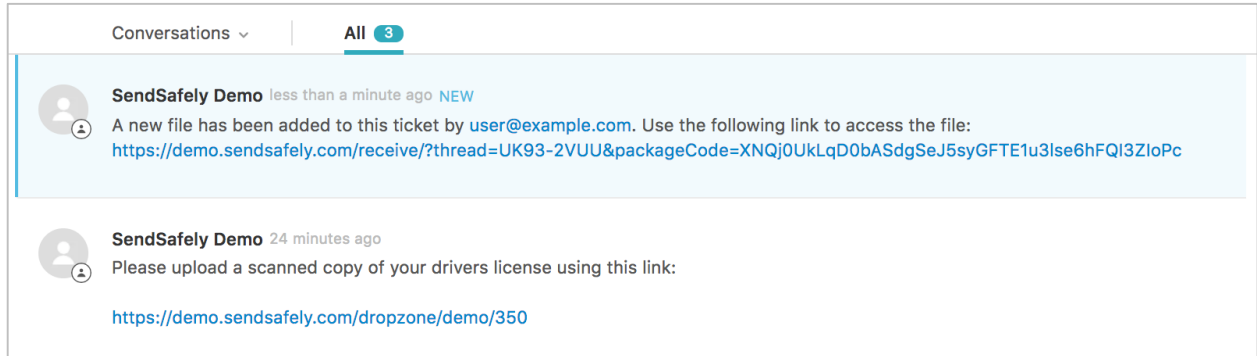 Conversations All 3
SendSafely Demo less than a minute ago NEW
A new file has been added to this ticket by user@example.com. Use the following link to access the file:
https://demo.sendsafely.com/receive/?thread=UK93-2VUU&packageCode=XNQj0UkLqD0bASdgSeJ5syGFTE1u3lse6hFQI3ZIoPc
SendSafely Demo 24 minutes ago
Please upload a scanned copy of your drivers license using this link:
https://demo.sendsafely.com/dropzone/demo/350